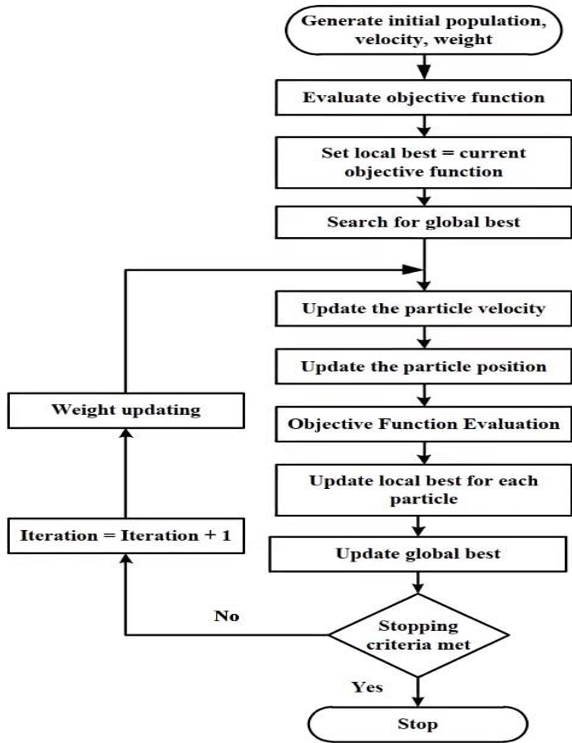 Generate initial population,
velocity, weight
Evaluate objective function
Set local best = current
objective function
Search for global best
Update the particle velocity
Update the particle position
Weight updating
Objective Function Evaluation
Update local best for each
particle
Iteration = Iteration + 1
Update global best
No
Stopping
criteria met
Yes
Stop